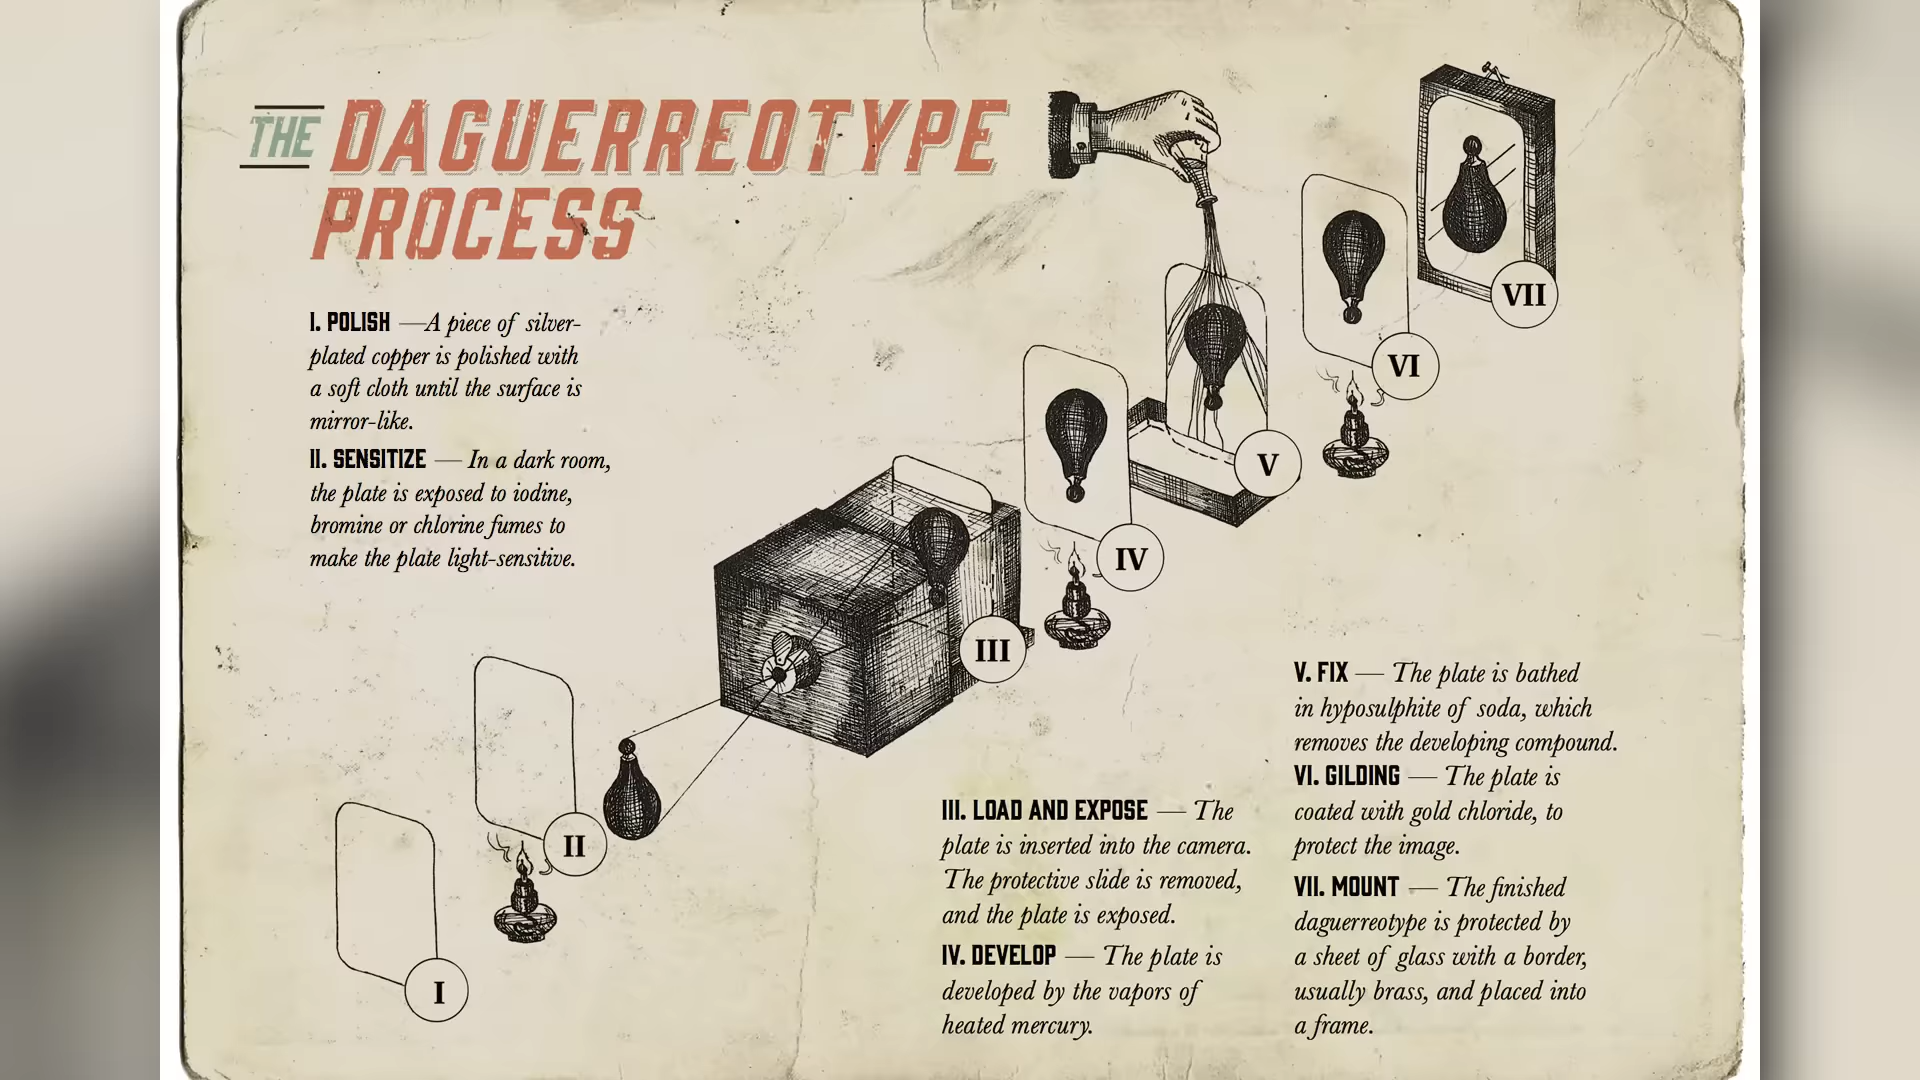 THE DAGUERREOTYPE
PROCESS
I. POLISH —A piece of silver-
plated copper is polished with
a soft cloth until the surface is
mirror-like.
II. SENSITIZE — In a dark room,
the plate is exposed to iodine,
bromine or chlorine fumes to
make the plate light-sensitive.
III. LOAD AND EXPOSE — The
plate is inserted into the camera.
The protective slide is removed,
and the plate is exposed.
IV. DEVELOP — The plate is
developed by the vapors of
heated mercury.
V. FIX — The plate is bathed
in hyposulphite of soda, which
removes the developing compound.
VI. GILDING — The plate is
coated with gold chloride, to
protect the image.
VII. MOUNT — The finished
daguerreotype is protected by
a sheet of glass with a border,
usually brass, and placed into
a frame.
I
II
III
IV
V
VI
VII